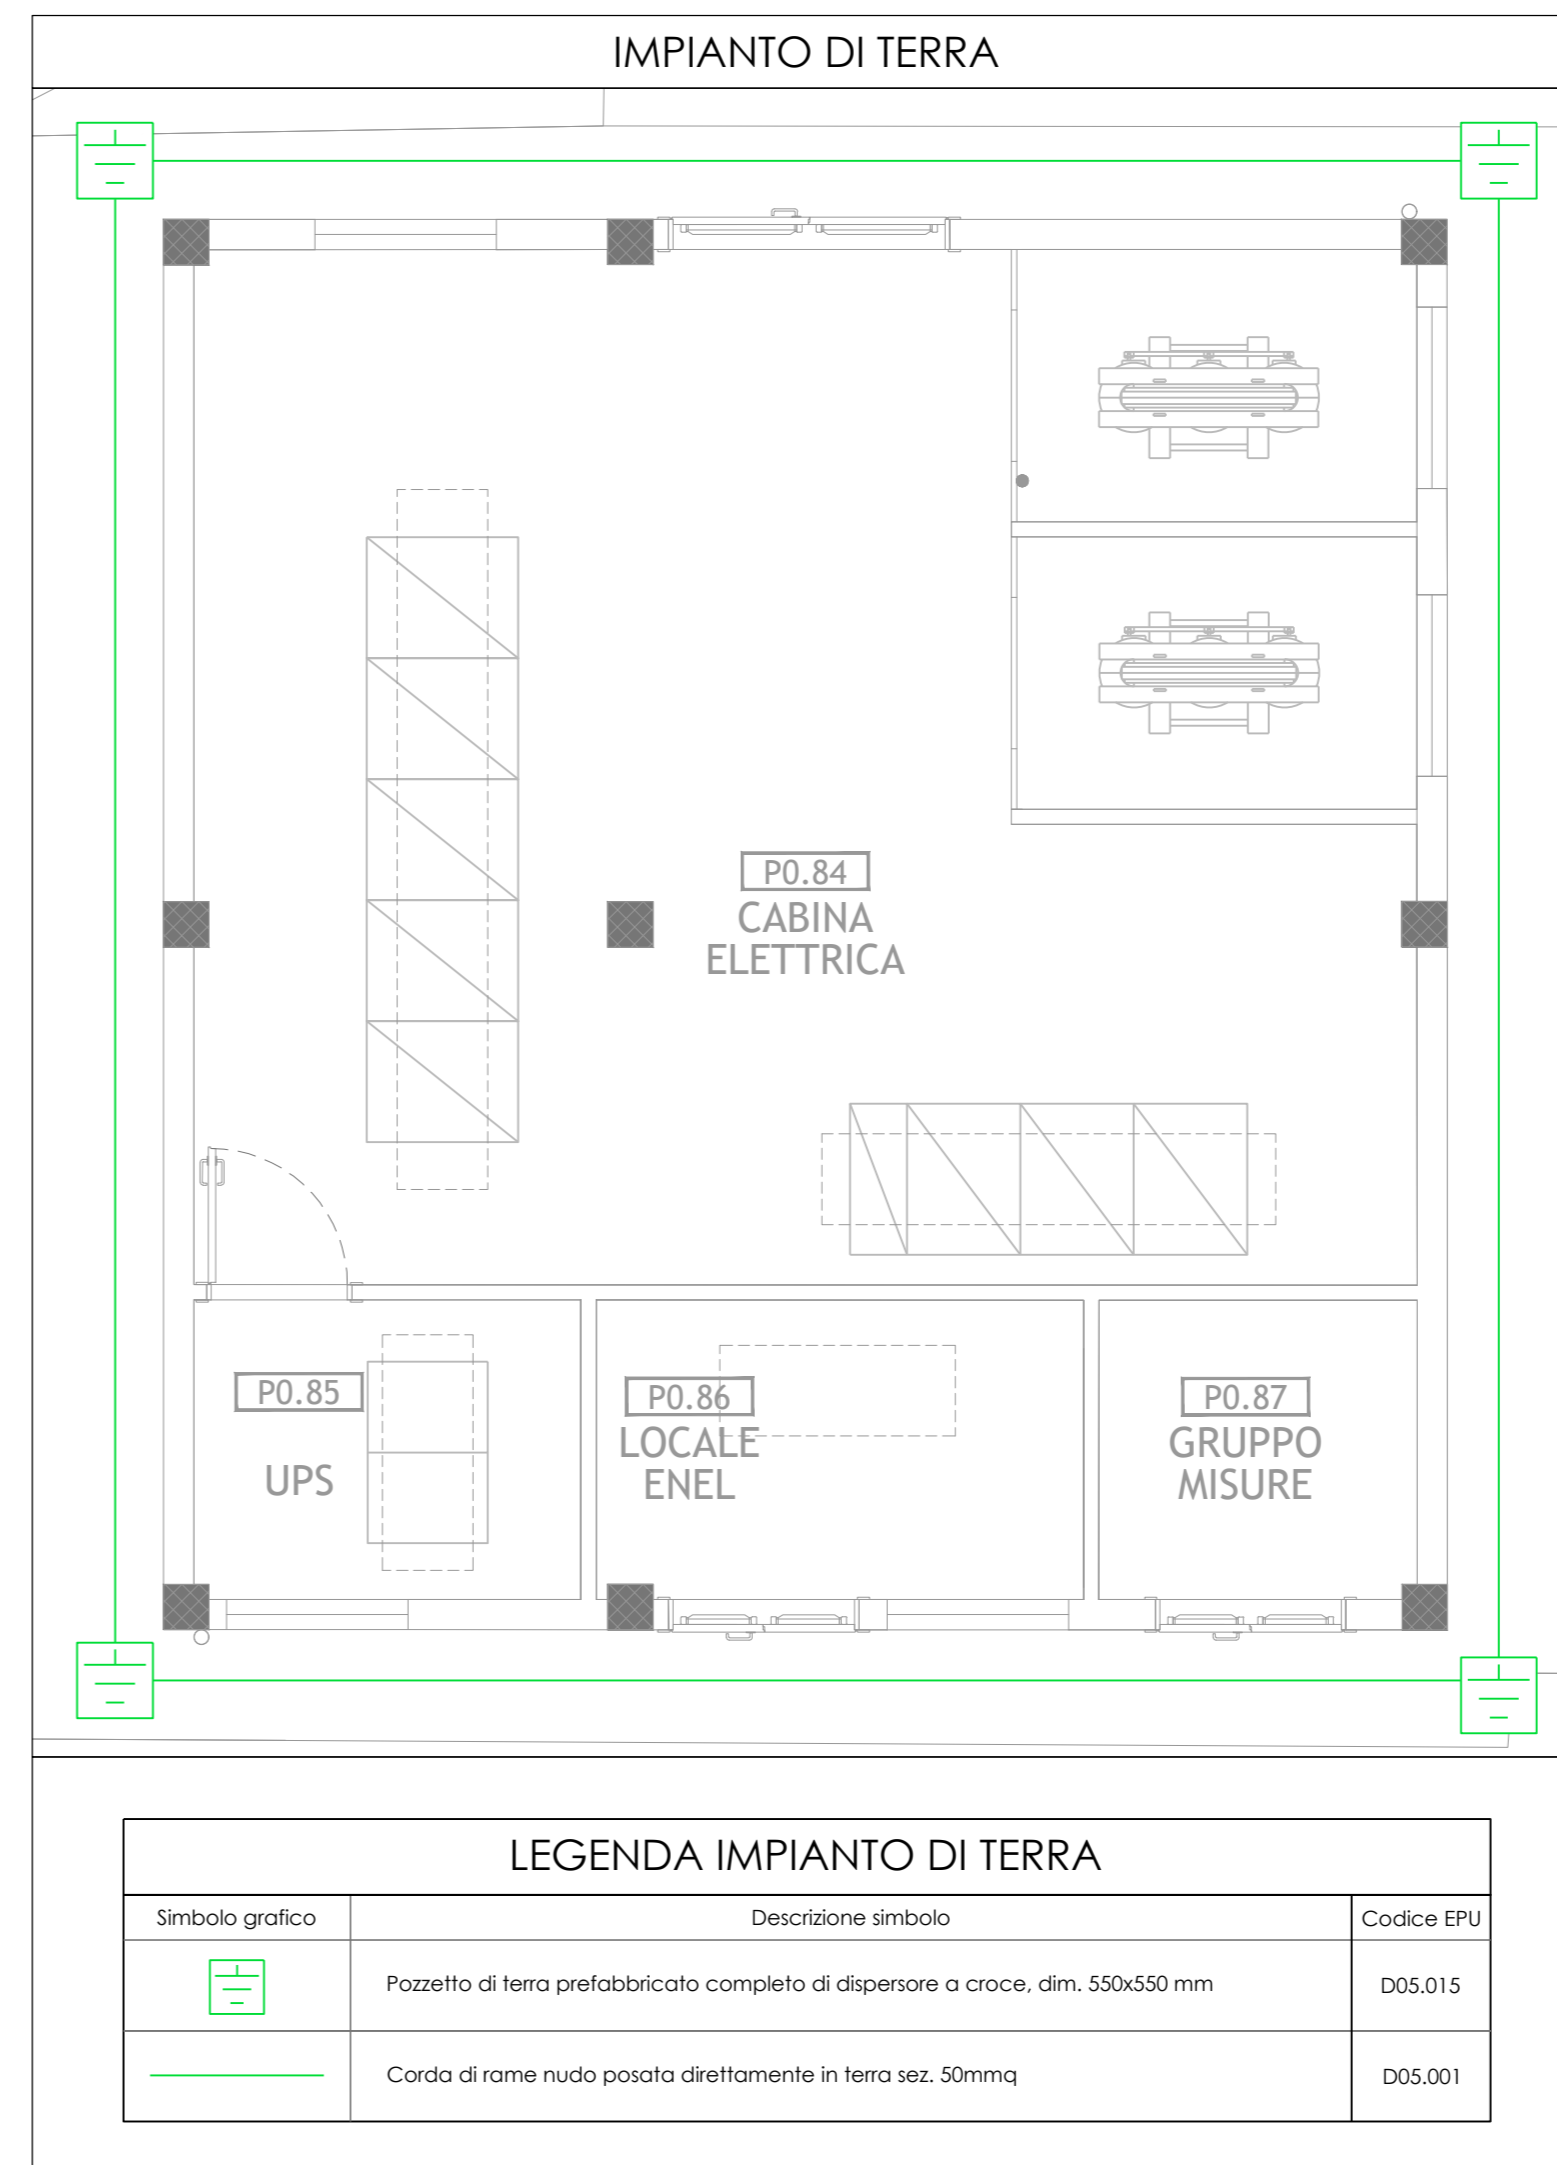 IMPIANTO DI TERRA
P0.84
CABINA
ELETTRICA
P0.85
UPS
P0.86
LOCALE
ENEL
P0.87
GRUPPO
MISURE
LEGENDA IMPIANTO DI TERRA
Simbolo grafico Descrizione simbolo Codice EPU
Pozzetto di terra prefabbricato completo di dispersore a croce, dim. 550x550 mm D05.015
Corda di rame nudo posata direttamente in terra sez. 50mmq D05.001